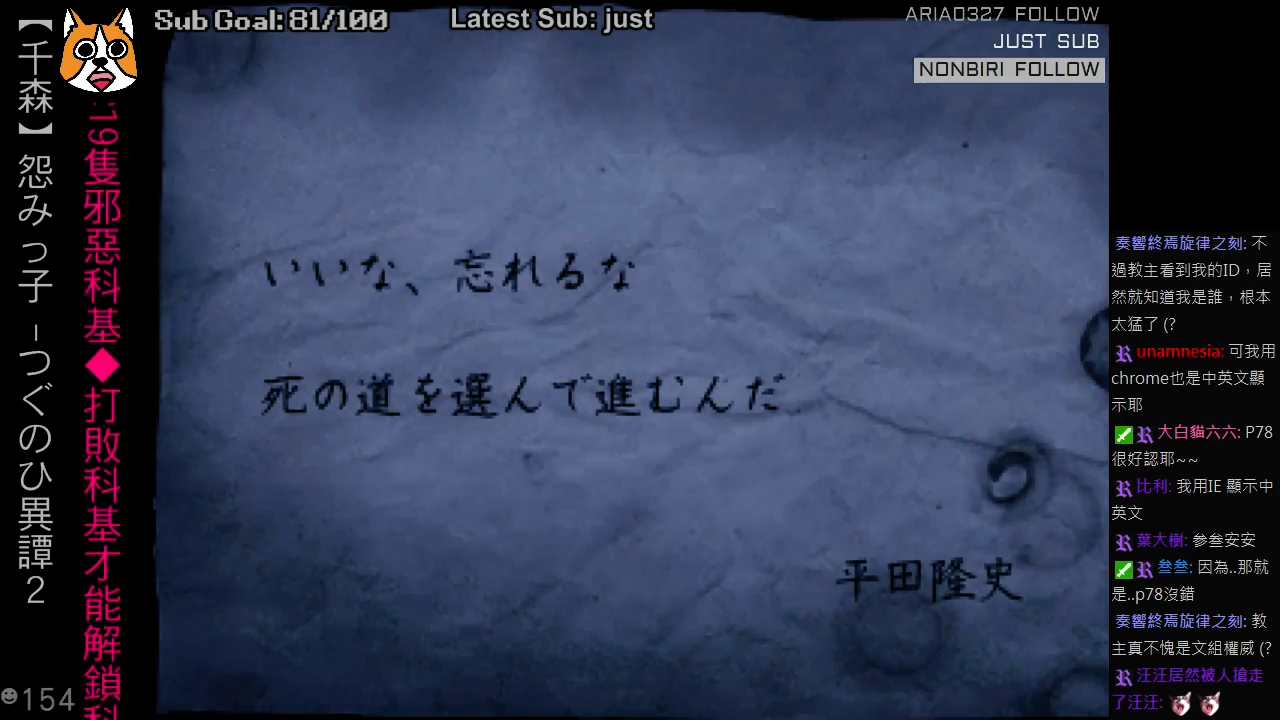 【千森】怨みっ子 - つぐのひ異譚２
19隻邪惡科基◆打敗科基才能解鎖科
Sub Goal: 81/100
Latest Sub: just
ARIA0327 FOLLOW
JUST SUB
NONBIRI FOLLOW
いいな、忘れるな
死の道を選んで進むんだ
平田隆史
154
奏響終焉旋律之刻: 不
過教主看到我的ID，居
然就知道我是誰，根本
太猛了 (?
unamnesia: 可我用
chrome也是中英文顯
示耶
大白貓六六: P78
很好認耶~~
比利: 我用IE 顯示中
英文
葉大樹: 参叁安安
叁叁: 因為..那就
是..p78沒錯
奏響終焉旋律之刻: 教
主真不愧是文組權威 (?
汪汪居然被人搶走
了汪汪: